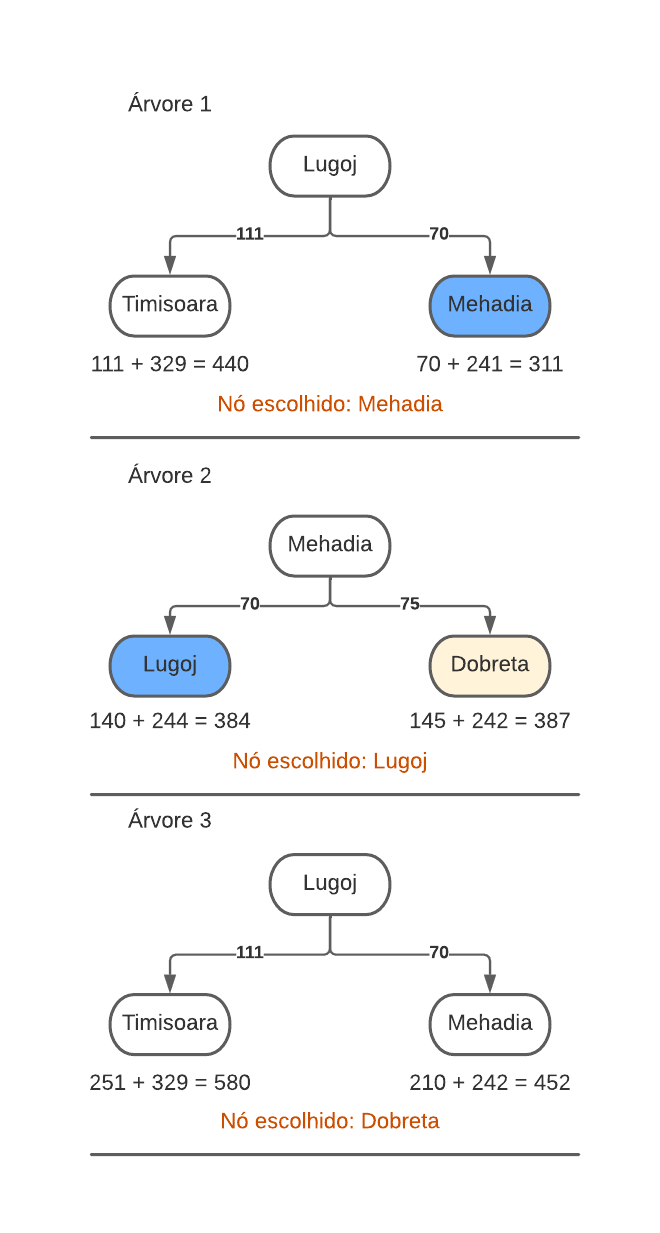 Árvore 1
Lugoj
111 70
Timisoara Mehadia
111 + 329 = 440 70 + 241 = 311
Nó escolhido: Mehadia
Árvore 2
Mehadia
70 75
Lugoj Dobreta
140 + 244 = 384 145 + 242 = 387
Nó escolhido: Lugoj
Árvore 3
Lugoj
111 70
Timisoara Mehadia
251 + 329 = 580 210 + 242 = 452
Nó escolhido: Dobreta